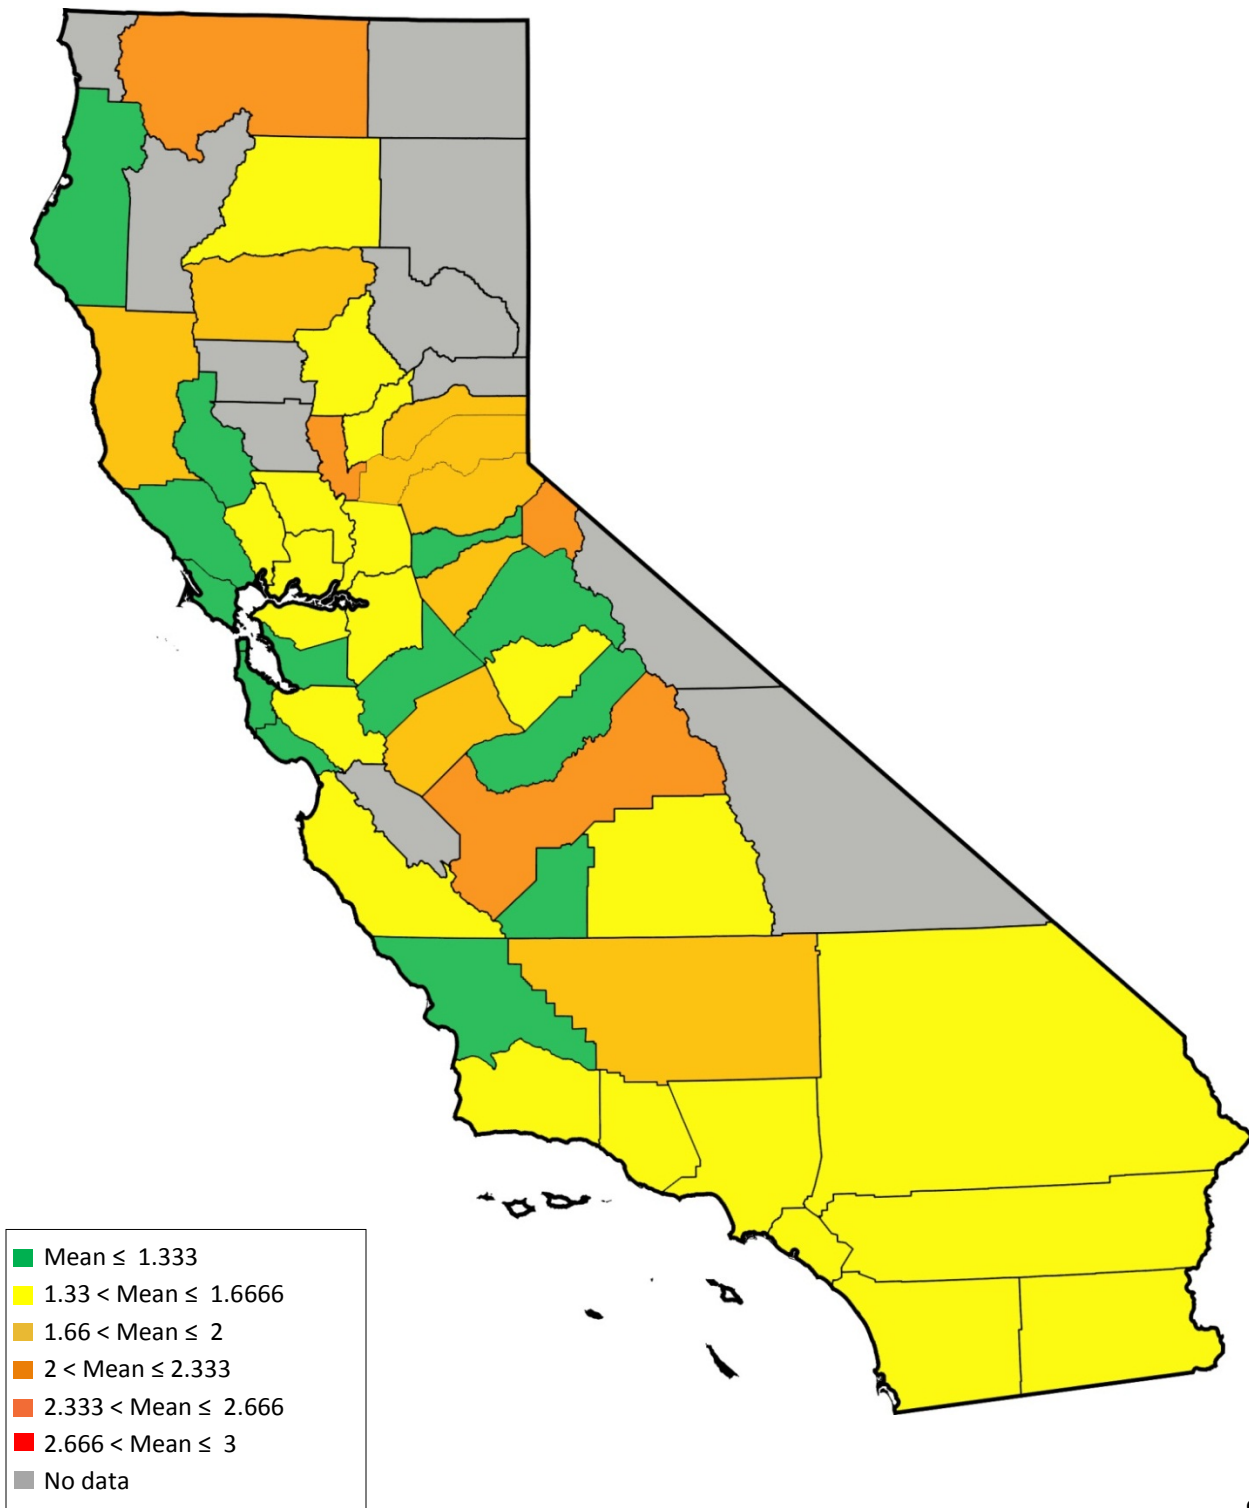 Mean ≤ 1.333
1.33 < Mean ≤ 1.6666
1.66 < Mean ≤ 2
2 < Mean ≤ 2.333
2.333 < Mean ≤ 2.666
2.666 < Mean ≤ 3
No data